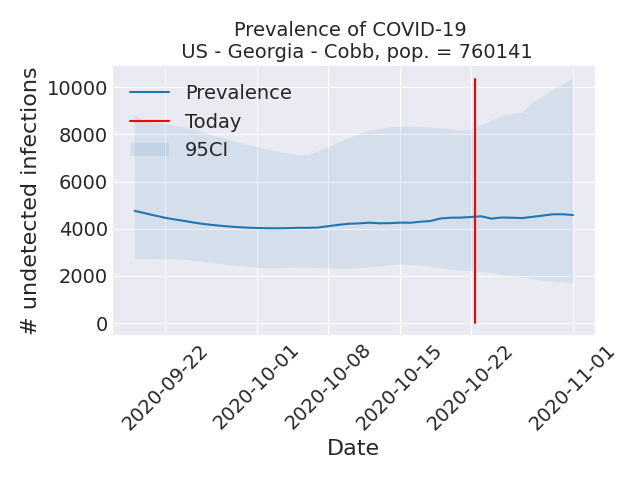 Prevalence of COVID-19
US - Georgia - Cobb, pop. = 760141
# undetected infections
10000
8000
6000
4000
2000
0
Prevalence
Today
95CI
2020-09-22
2020-10-01
2020-10-08
2020-10-15
2020-10-22
2020-11-01
Date